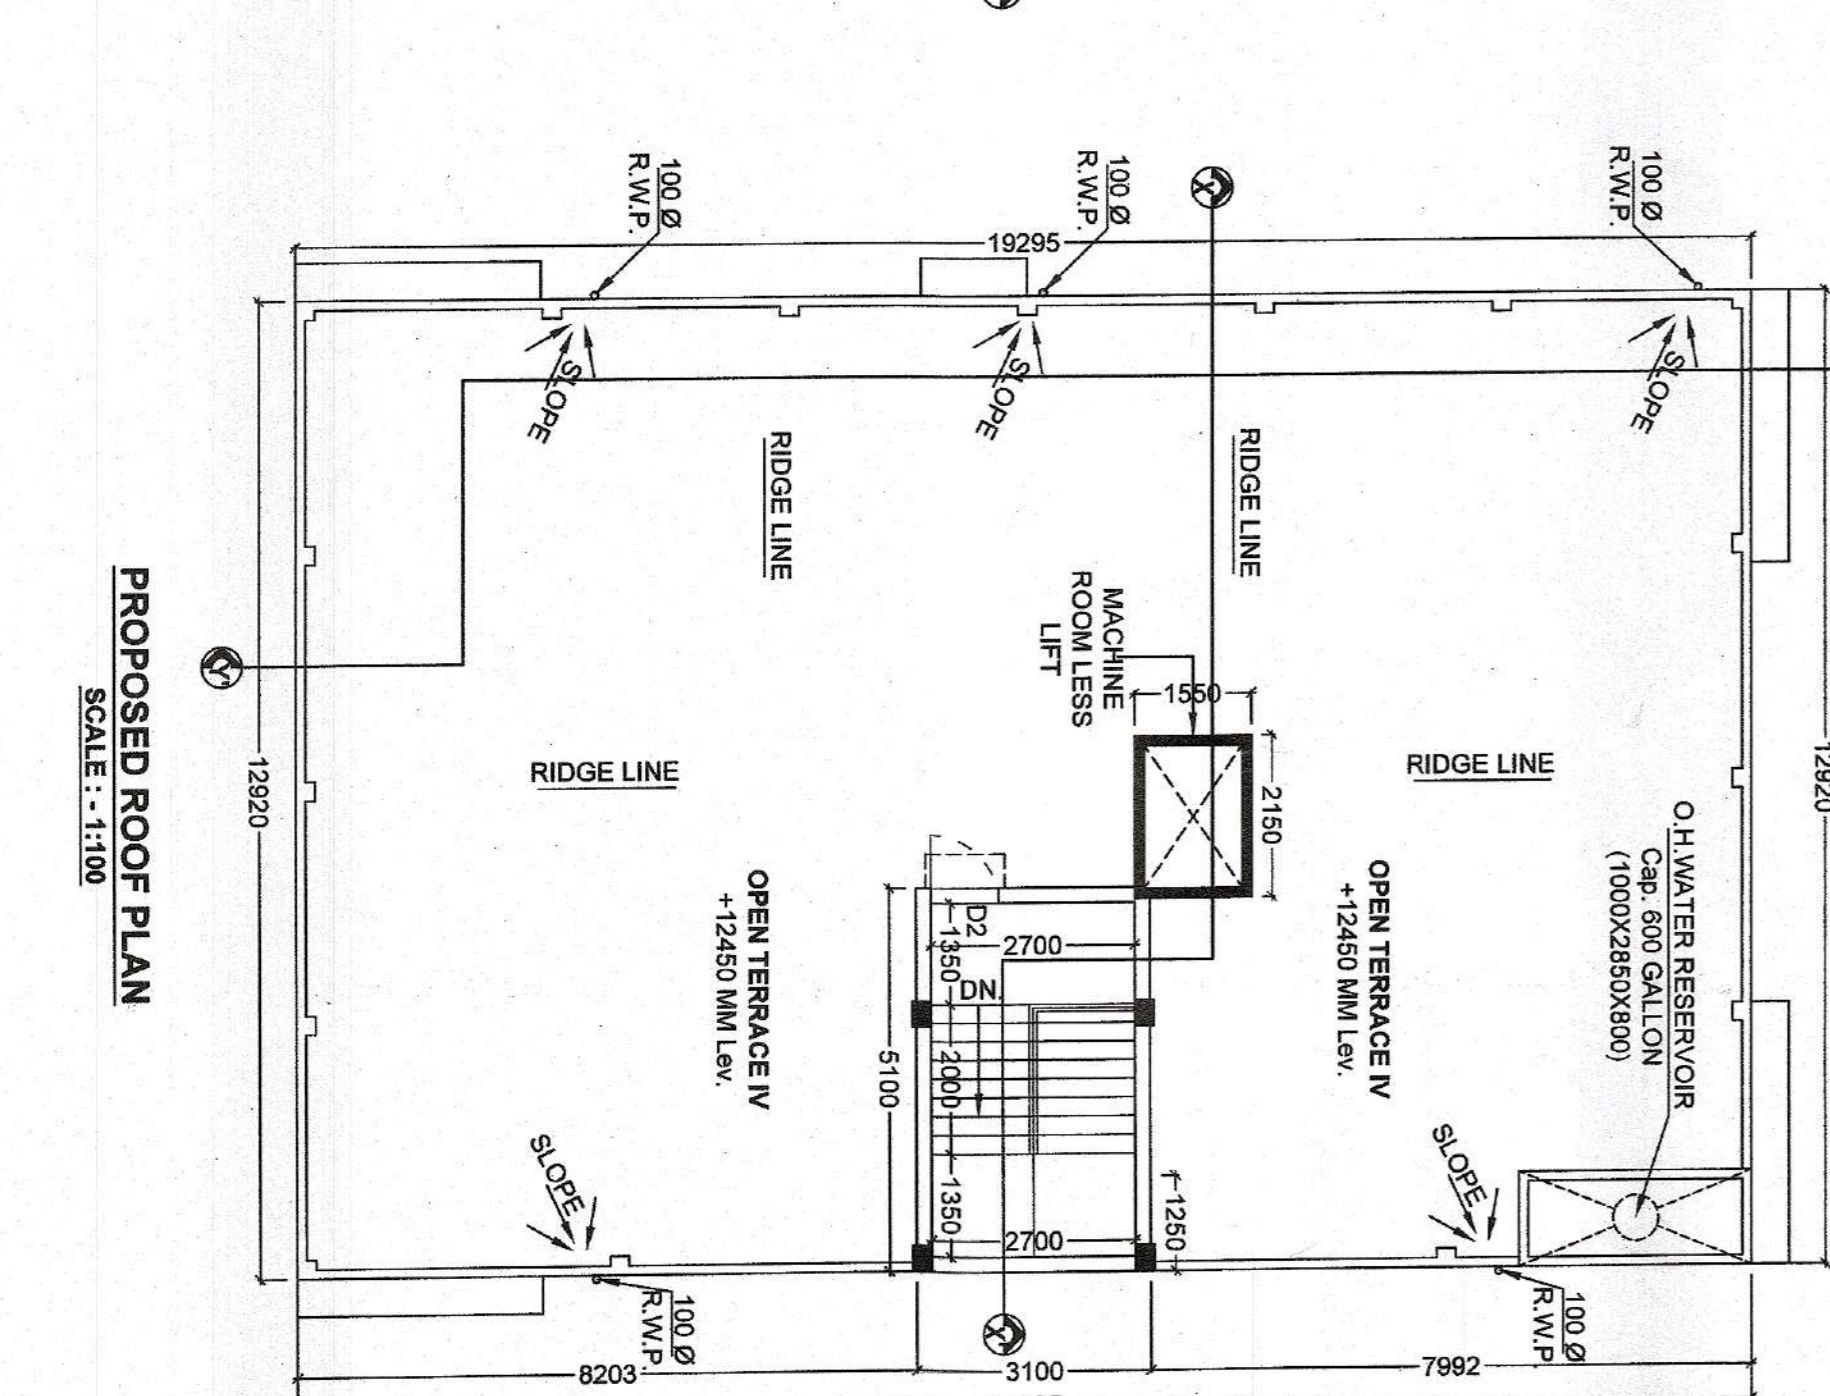 100 Ø
R.W.P.
100 Ø
R.W.P.
100 Ø
R.W.P.
X
19295
SLOPE
SLOPE
SLOPE
RIDGE LINE
RIDGE LINE
MACHINE
ROOM LESS
LIFT
1550
2150
Y'
12920
12920
RIDGE LINE
RIDGE LINE
O.H.WATER RESERVOIR
Cap. 600 GALLON
(1000X2850X800)
OPEN TERRACE IV
+12450 MM Lev.
OPEN TERRACE IV
+12450 MM Lev.
D2
1350
2700
DN.
2000
5100
1350
2700
1250
SLOPE
SLOPE
100 Ø
R.W.P.
100 Ø
R.W.P.
X'
8203
3100
7992
PROPOSED ROOF PLAN
SCALE : - 1:100